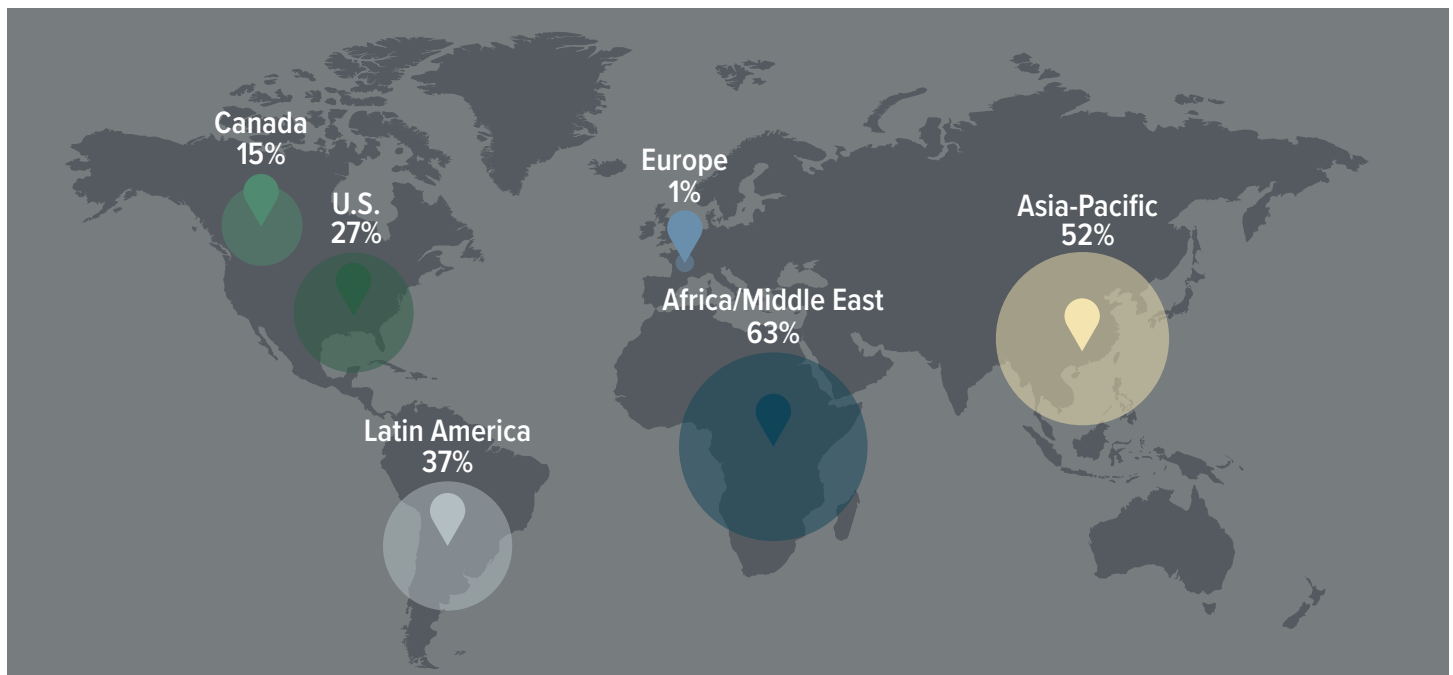 Canada
15%
U.S.
27%
Europe
1%
Asia-Pacific
52%
Africa/Middle East
63%
Latin America
37%